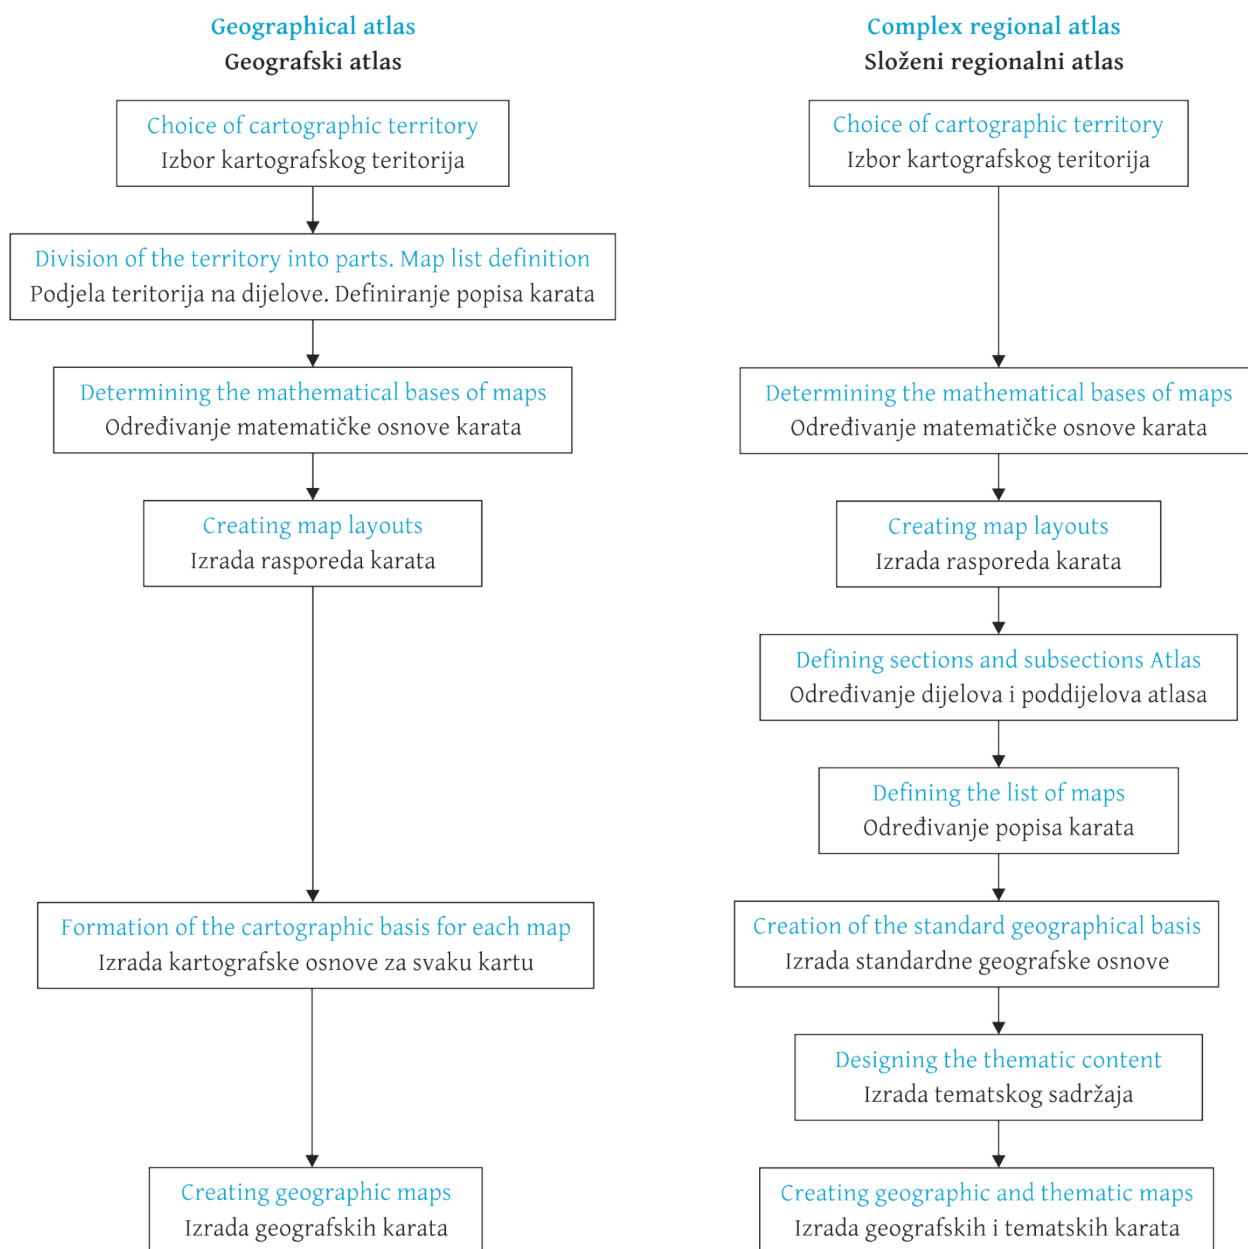 Geographical atlas
Geografski atlas
Choice of cartographic territory
Izbor kartografskog teritorija
Division of the territory into parts. Map list definition
Podjela teritorija na dijelove. Definiranje popisa karata
Determining the mathematical bases of maps
Određivanje matematičke osnove karata
Creating map layouts
Izrada rasporeda karata
Formation of the cartographic basis for each map
Izrada kartografske osnove za svaku kartu
Creating geographic maps
Izrada geografskih karata
Complex regional atlas
Složeni regionalni atlas
Choice of cartographic territory
Izbor kartografskog teritorija
Determining the mathematical bases of maps
Određivanje matematičke osnove karata
Creating map layouts
Izrada rasporeda karata
Defining sections and subsections Atlas
Određivanje dijelova i poddijelova atlasa
Defining the list of maps
Određivanje popisa karata
Creation of the standard geographical basis
Izrada standardne geografske osnove
Designing the thematic content
Izrada tematskog sadržaja
Creating geographic and thematic maps
Izrada geografskih i tematskih karata